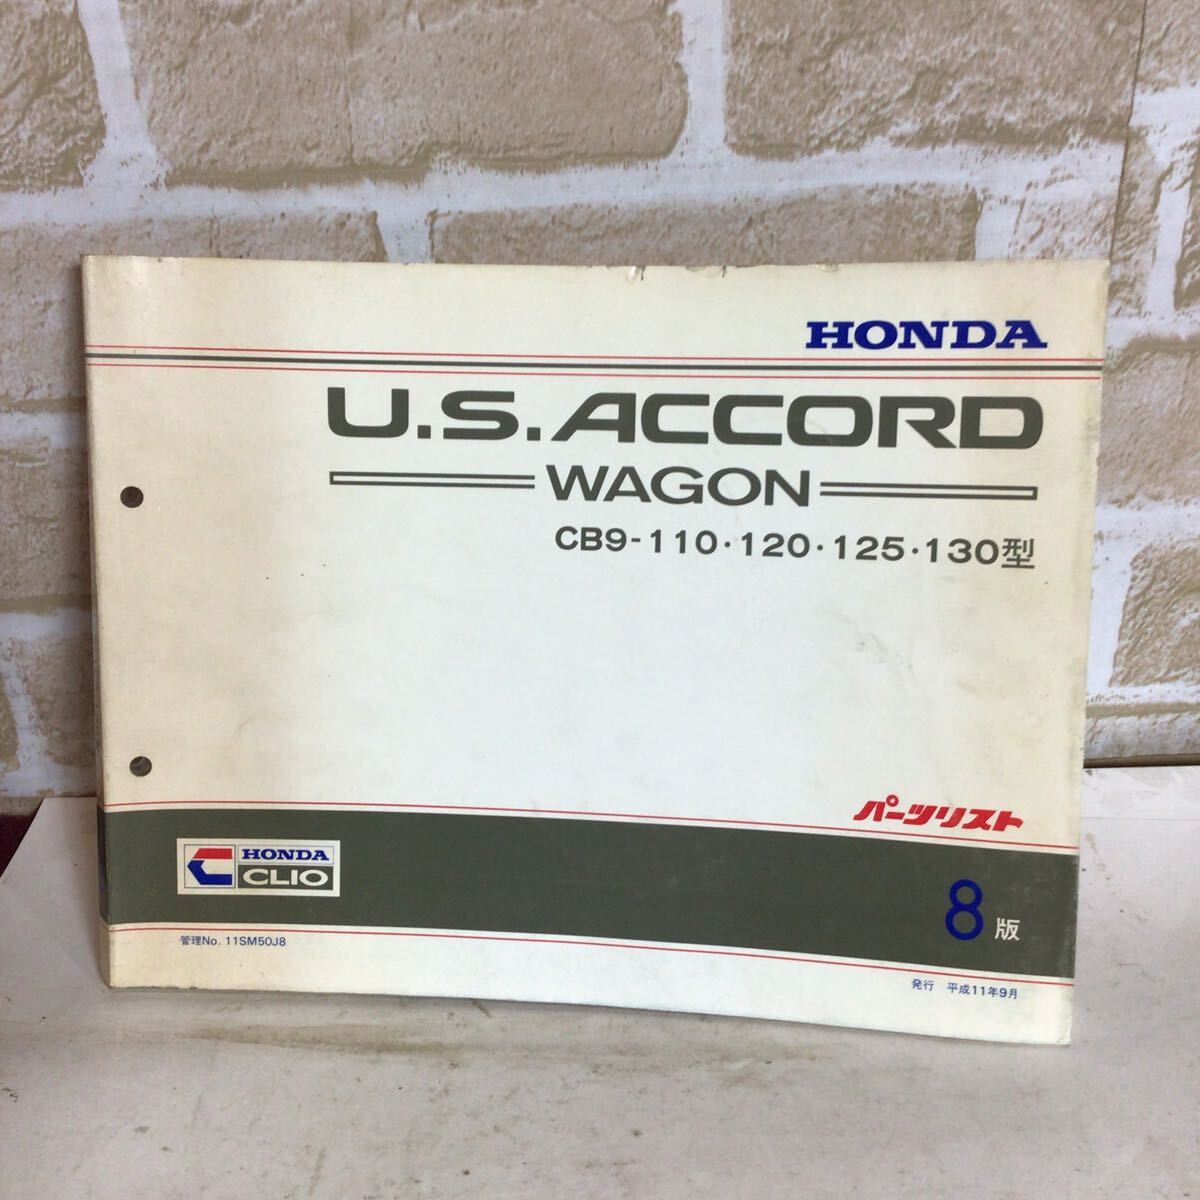 HONDA
U.S. ACCORD
WAGON
CB9-110・120・125・130型
パーツリスト
HONDA
CLIO
8版
管理No. 11SM50J8
発行 平成11年9月